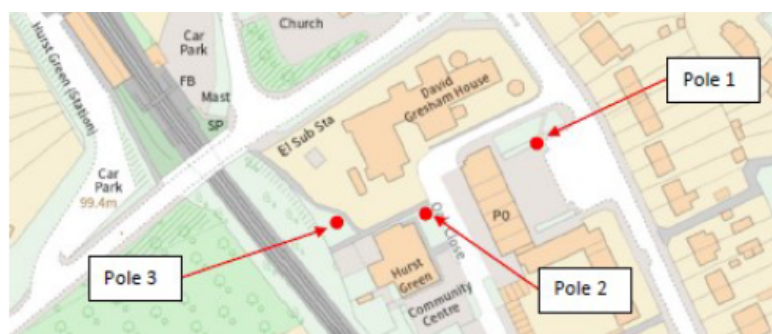 Church
Car
Park
Hurst Green (Station)
FB
Mast
SP
David
Gresham House
El Sub Sta
Pole 1
Car
Park
99.4m
PO
Close
Pole 3
Hurst
Green
Pole 2
Community
Centre